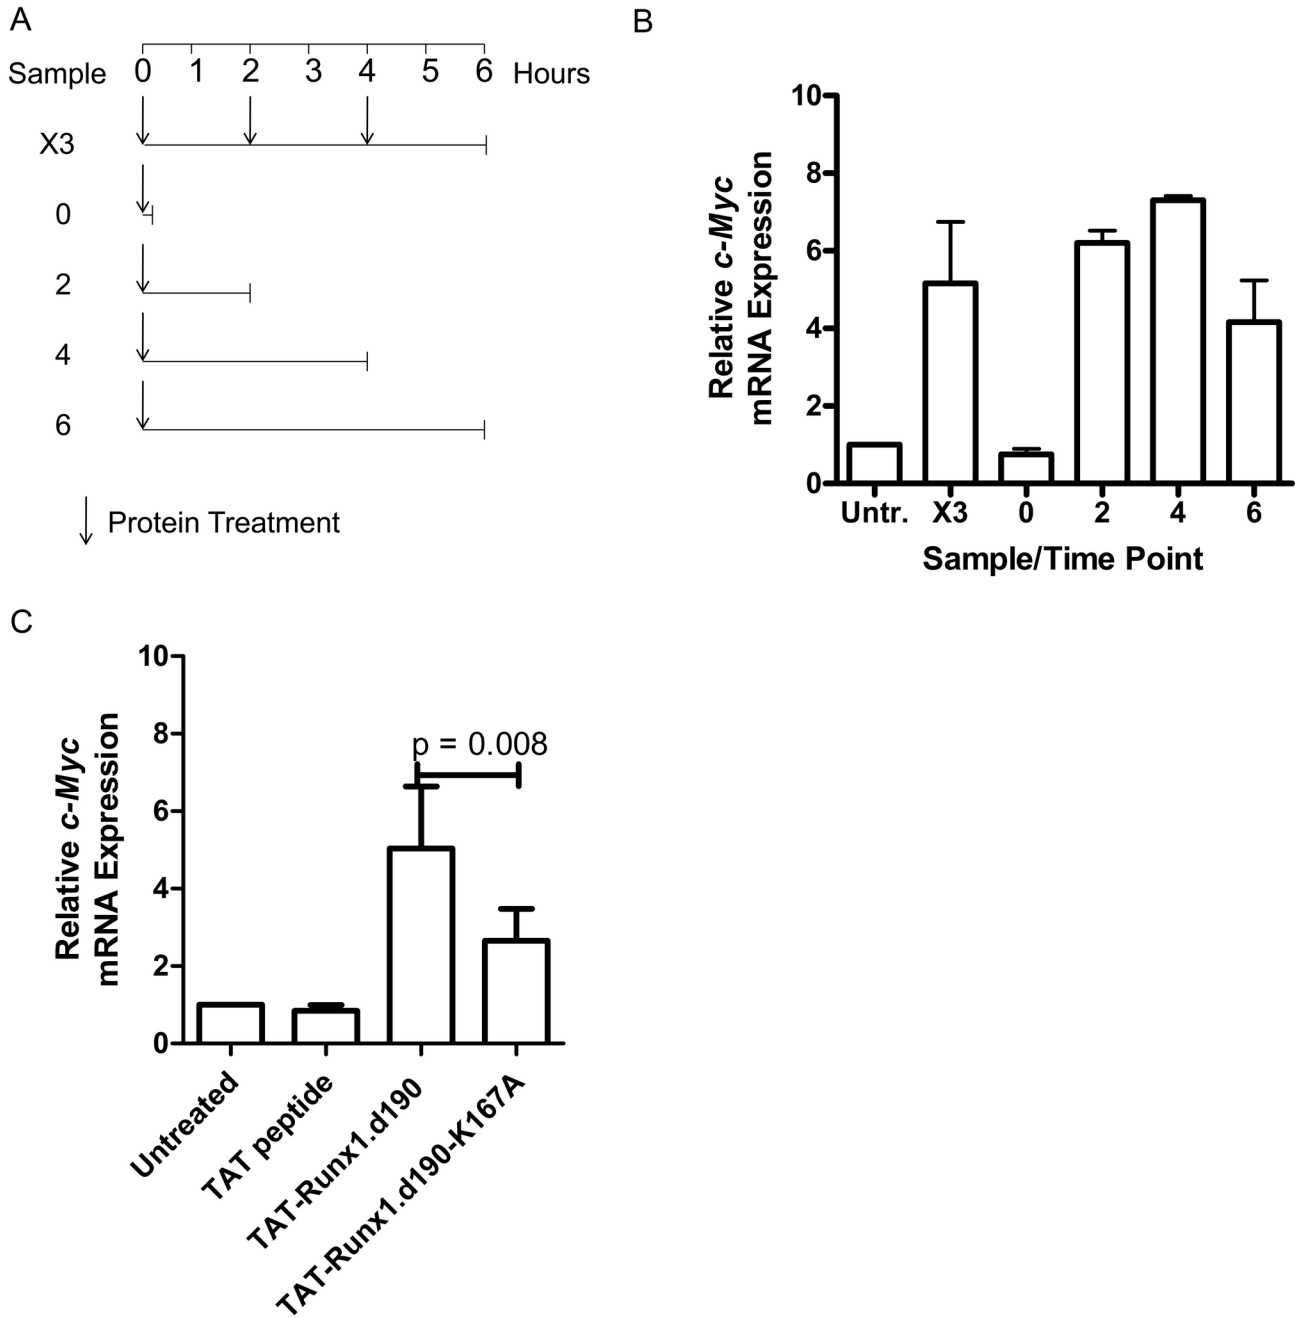 A
Sample 0 1 2 3 4 5 6 Hours
X3
0
2
4
6
Protein Treatment
B
Relative c-Myc
mRNA Expression
10
8
6
4
2
0
Untr. X3 0 2 4 6
Sample/Time Point
C
Relative c-Myc
mRNA Expression
10
8
6
4
2
0
p = 0.008
Untreated
TAT peptide
TAT-Runx1.d190
TAT-Runx1.d190-K167A